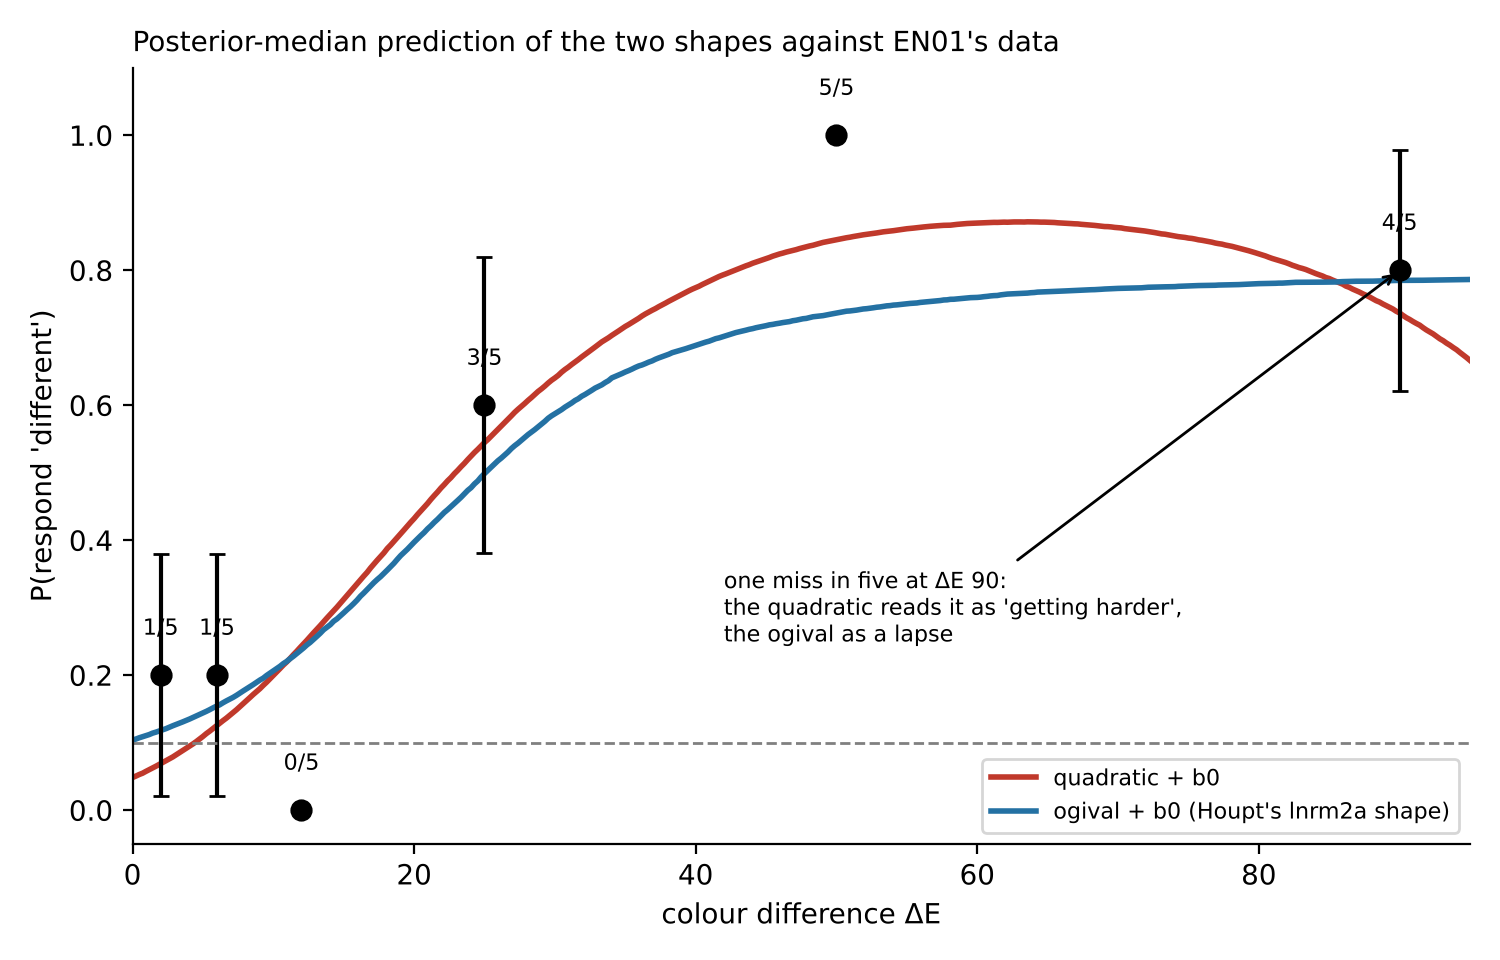 Posterior-median prediction of the two shapes against EN01's data
5/5
1.0
4/5
0.8
3/5
0.6
P(respond 'different')
0.4
one miss in five at ΔE 90:
the quadratic reads it as 'getting harder',
the ogival as a lapse
1/5 1/5
0.2
0/5
quadratic + b0
ogival + b0 (Houpt's lnrm2a shape)
0.0
0 20 40 60 80
colour difference ΔE